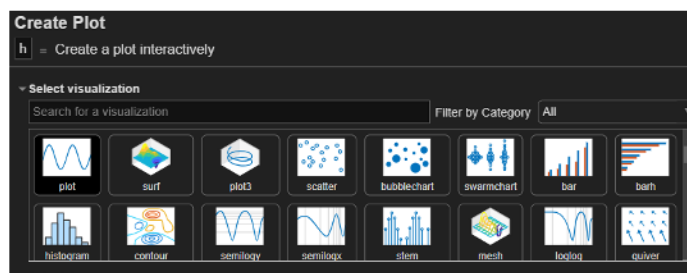 Create Plot
h = Create a plot interactively
Select visualization
Search for a visualization Filter by Category All
plot surf plot3 scatter bubblechart swarmchart bar barh
histogram contour semilogy semilogx stem mesh loglog quiver